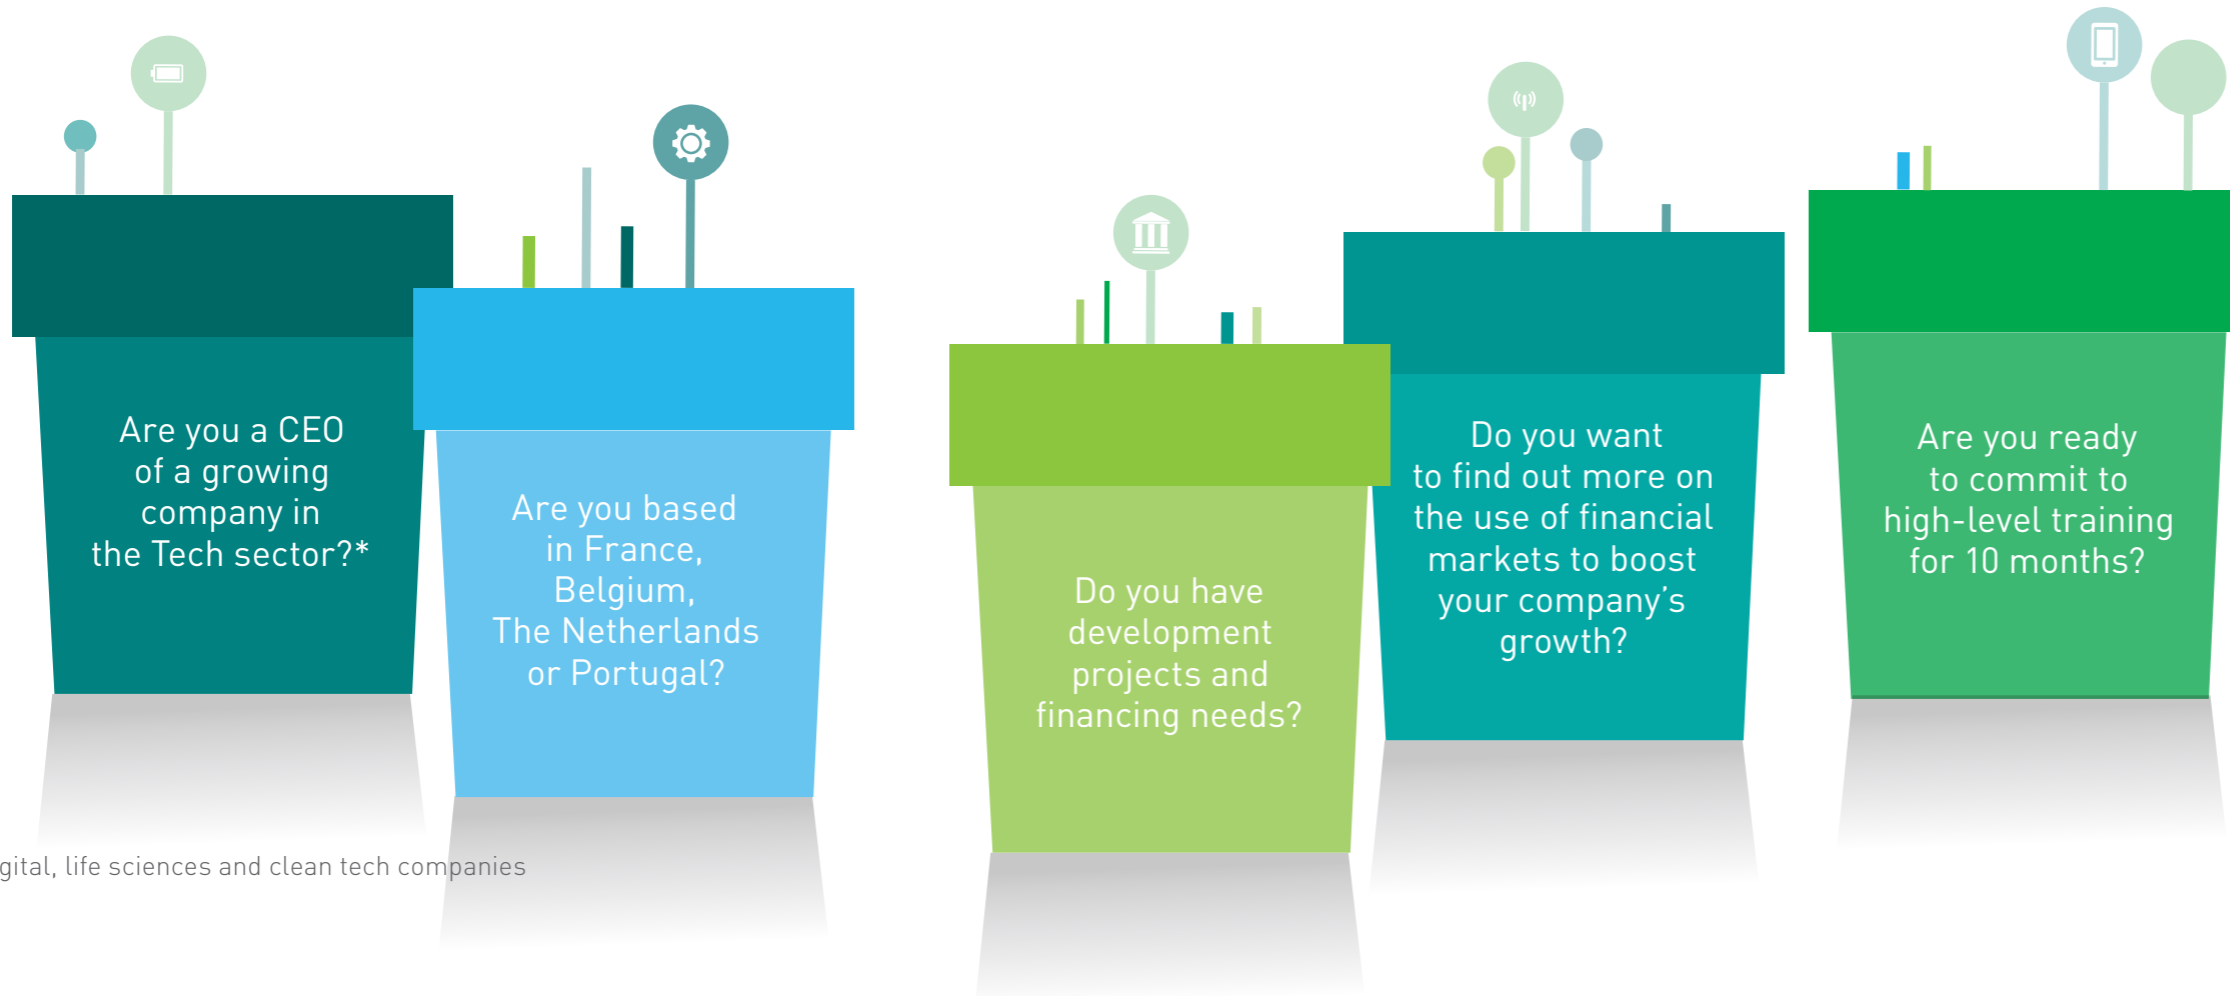 Are you a CEO
of a growing
company in
the Tech sector?*
Are you based
in France,
Belgium,
The Netherlands
or Portugal?
Do you have
development
projects and
financing needs?
Do you want
to find out more on
the use of financial
markets to boost
your company’s
growth?
Are you ready
to commit to
high-level training
for 10 months?
gital, life sciences and clean tech companies